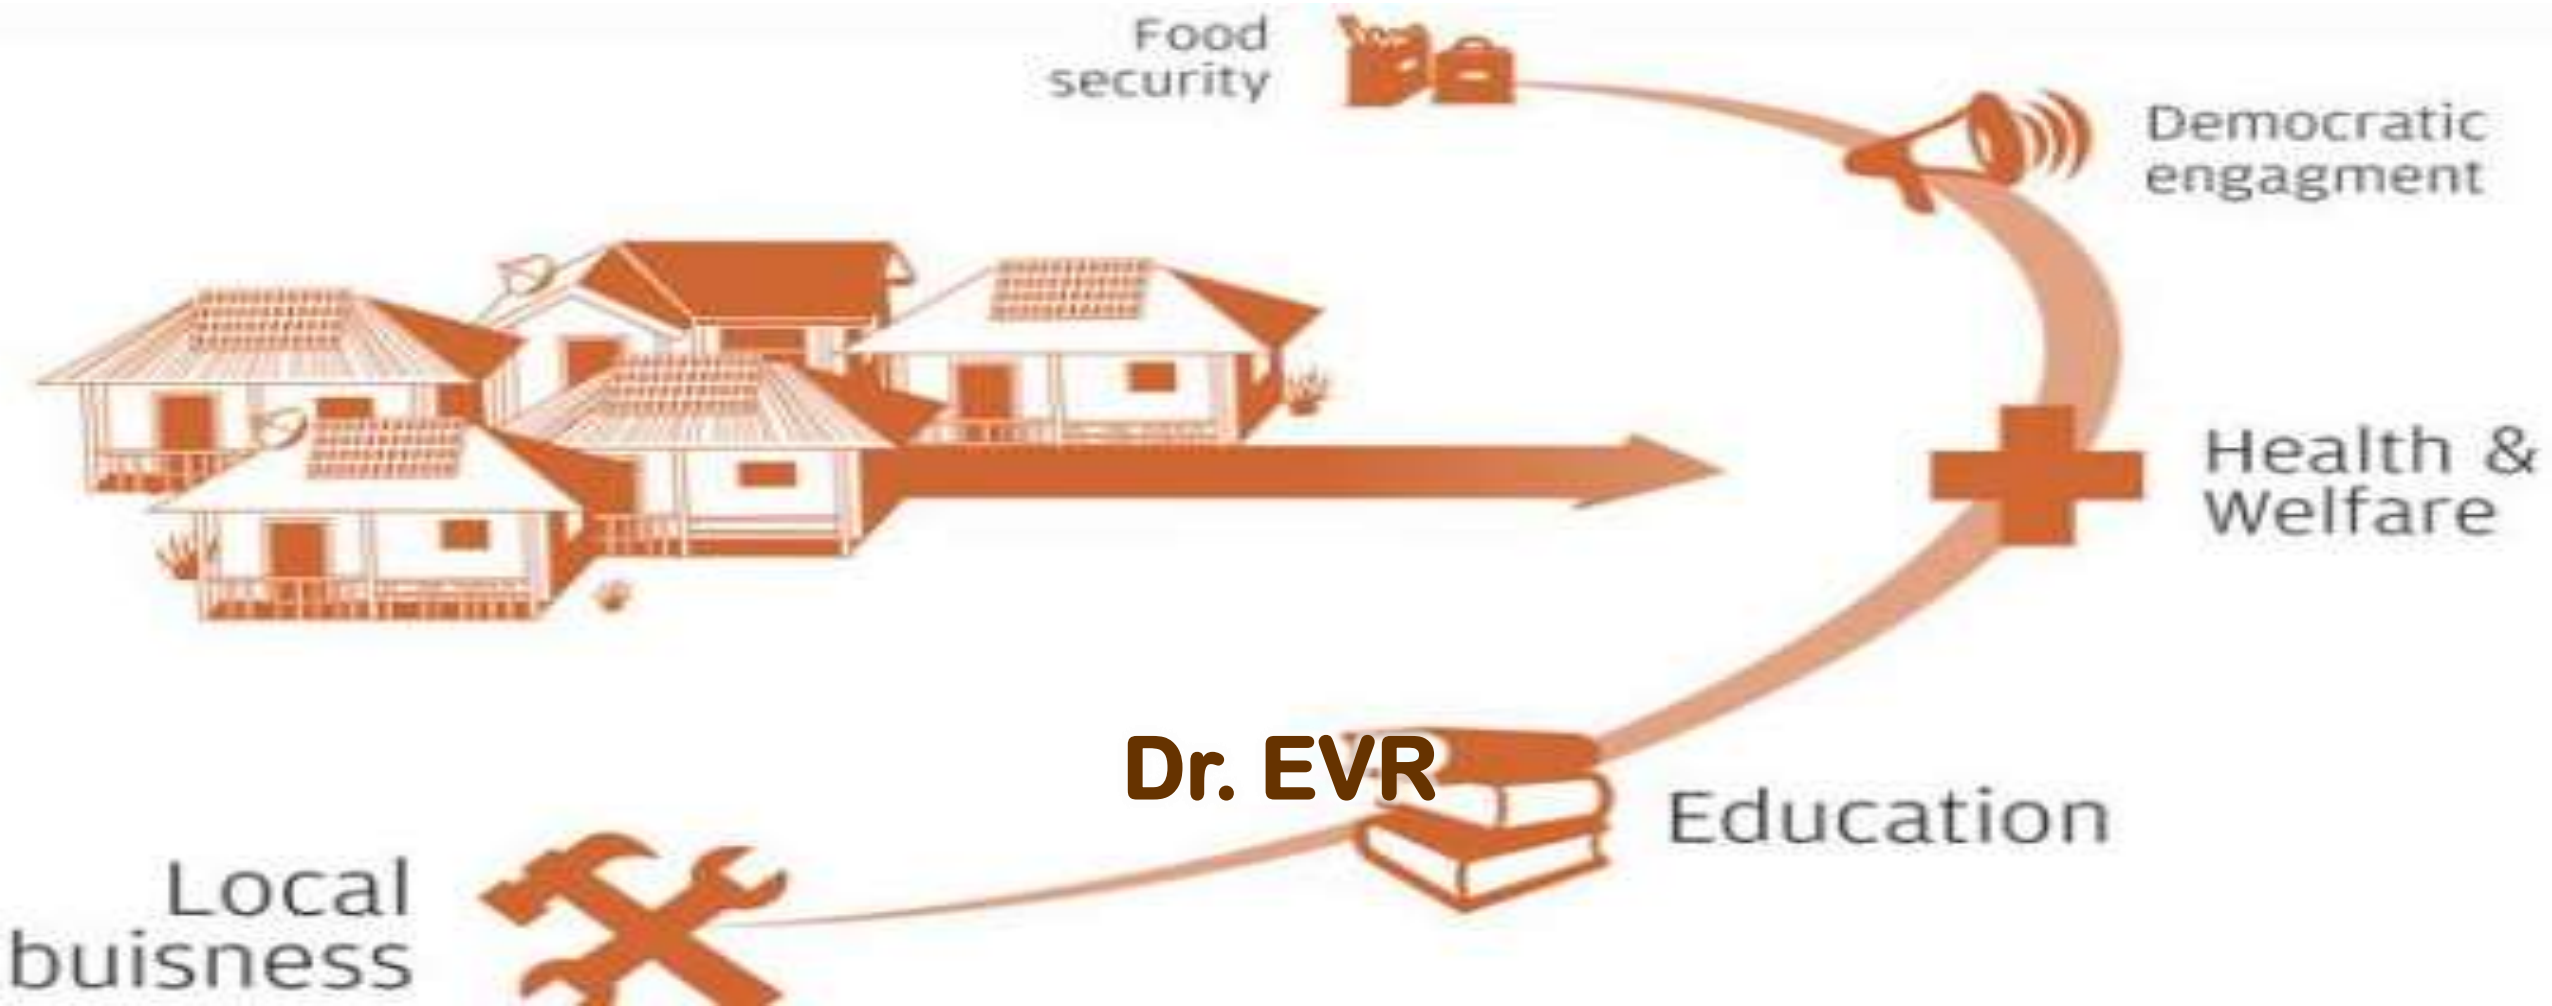 Food
security
Democratic
engagment
Health &
Welfare
Dr. EVR
Education
Local
buisness